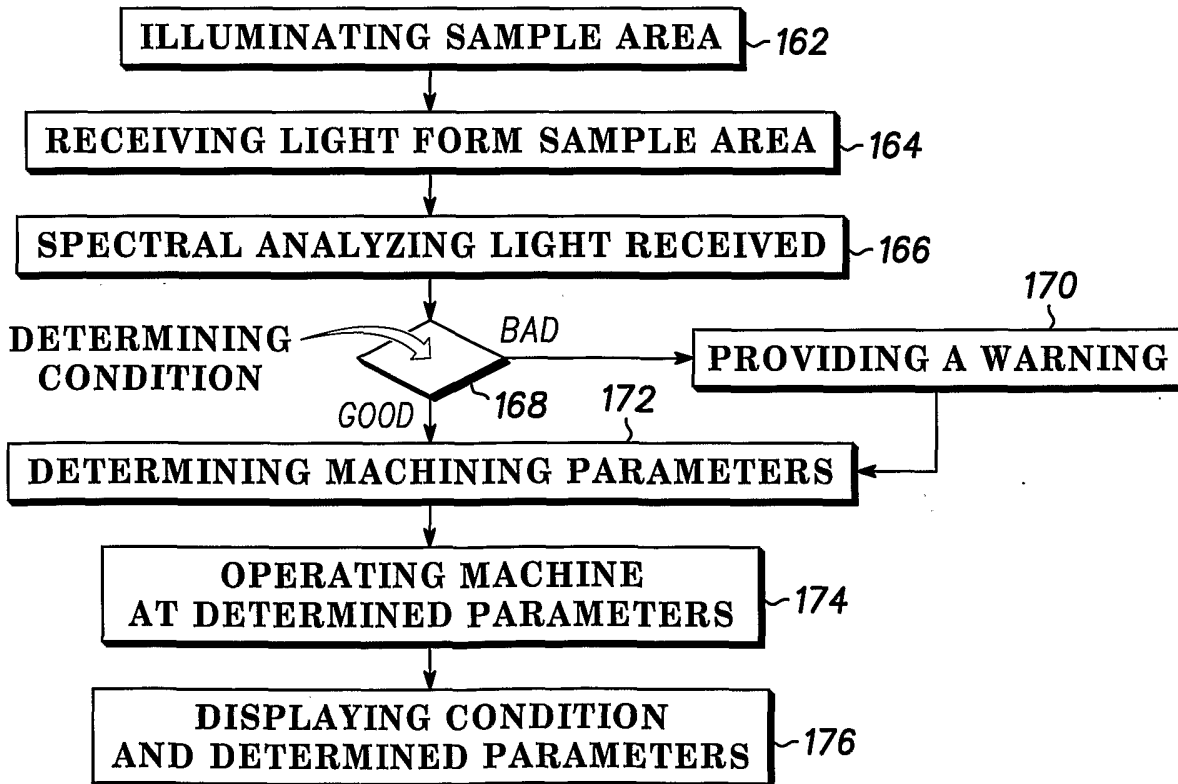 ILLUMINATING SAMPLE AREA
162
RECEIVING LIGHT FORM SAMPLE AREA
164
SPECTRAL ANALYZING LIGHT RECEIVED
166
DETERMINING
CONDITION
BAD
168
GOOD
170
PROVIDING A WARNING
172
DETERMINING MACHINING PARAMETERS
OPERATING MACHINE
AT DETERMINED PARAMETERS
174
DISPLAYING CONDITION
AND DETERMINED PARAMETERS
176